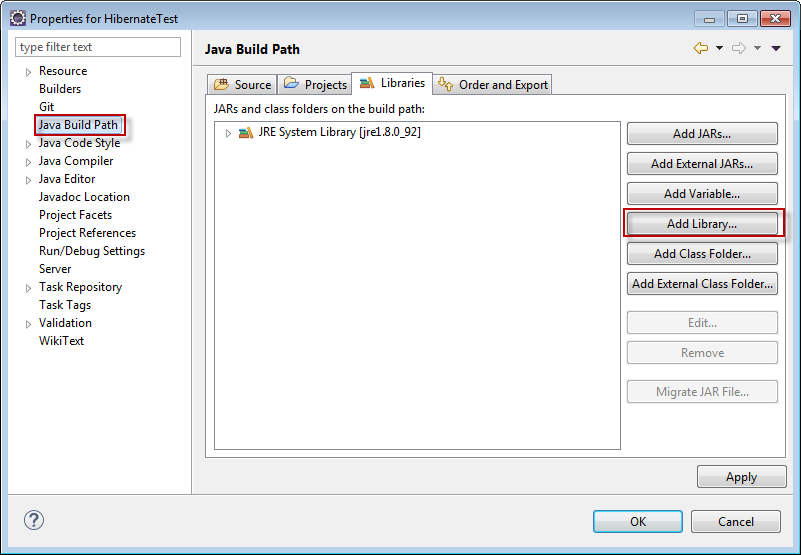 Properties for HibernateTest
type filter text
Resource
Builders
Git
Java Build Path
Java Code Style
Java Compiler
Java Editor
Javadoc Location
Project Facets
Project References
Run/Debug Settings
Server
Task Repository
Task Tags
Validation
WikiText
Java Build Path
Source Projects Libraries Order and Export
JARs and class folders on the build path:
JRE System Library [jre1.8.0_92]
Add JARs...
Add External JARs...
Add Variable...
Add Library...
Add Class Folder...
Add External Class Folder...
Edit...
Remove
Migrate JAR File...
Apply
?
OK Cancel